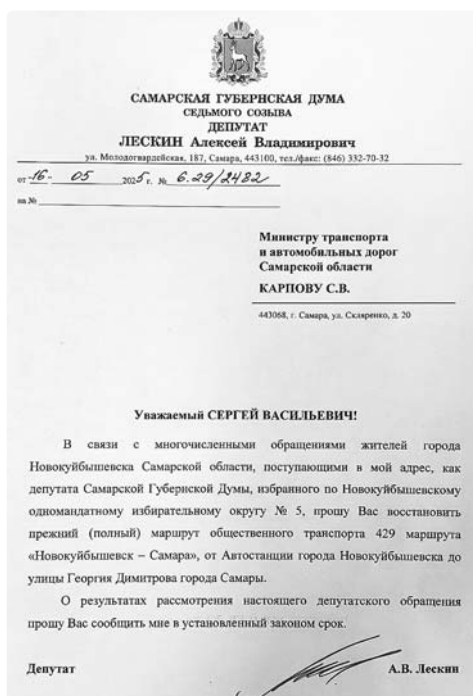 САМАРСКАЯ ГУБЕРНСКАЯ ДУМА
СЕДЬМОГО СОЗЫВА
ДЕПУТАТ
ЛЕСКИН Алексей Владимирович
ул. Молодогвардейская, 187, Самара, 443100, тел./факс: (846) 332-70-32
от 16- 05 2025 г. № 6.29/2482
на №
Министру транспорта
и автомобильных дорог
Самарской области
КАРПОВУ С.В.
443068, г. Самара, ул. Скляренко, д. 20
Уважаемый СЕРГЕЙ ВАСИЛЬЕВИЧ!
В связи с многочисленными обращениями жителей города
Новокуйбышевска Самарской области, поступающими в мой адрес, как
депутата Самарской Губернской Думы, избранного по Новокуйбышевскому
одномандатному избирательному округу № 5, прошу Вас восстановить
прежний (полный) маршрут общественного транспорта 429 маршрута
«Новокуйбышевск – Самара», от Автостанции города Новокуйбышевска до
улицы Георгия Димитрова города Самары.
О результатах рассмотрения настоящего депутатского обращения
прошу Вас сообщить мне в установленный законом срок.
Депутат А.В. Лескин